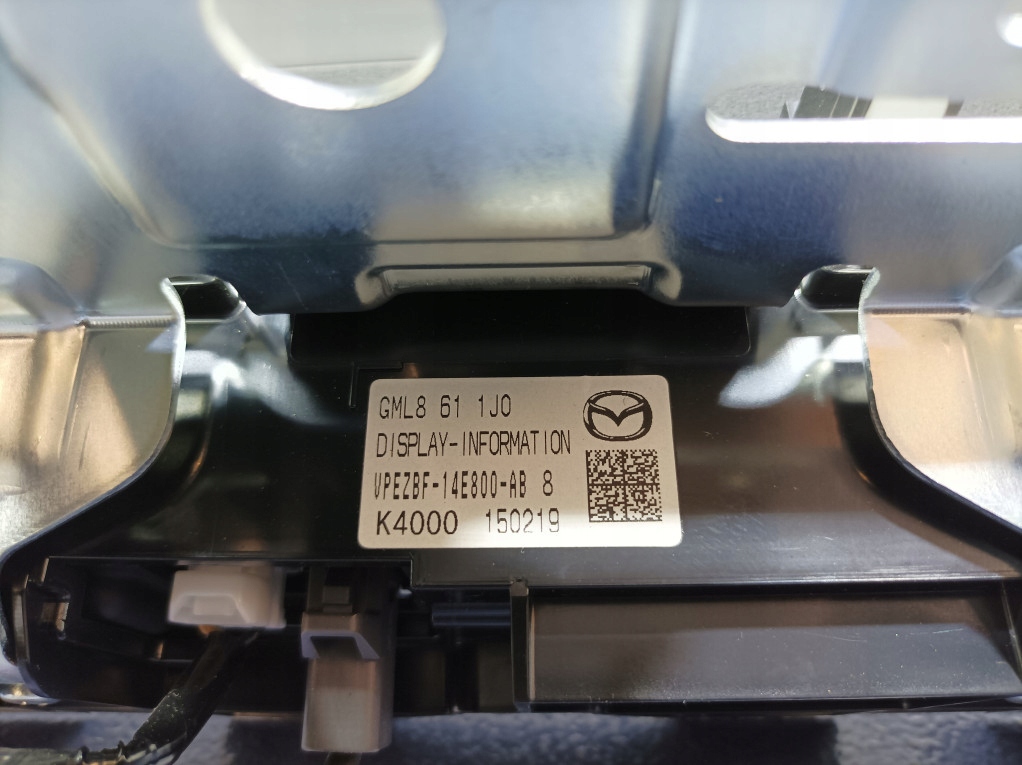 GML8 61 1J0
DISPLAY-INFORMATION
VPEZBF-14E800-AB 8
K4000 150219